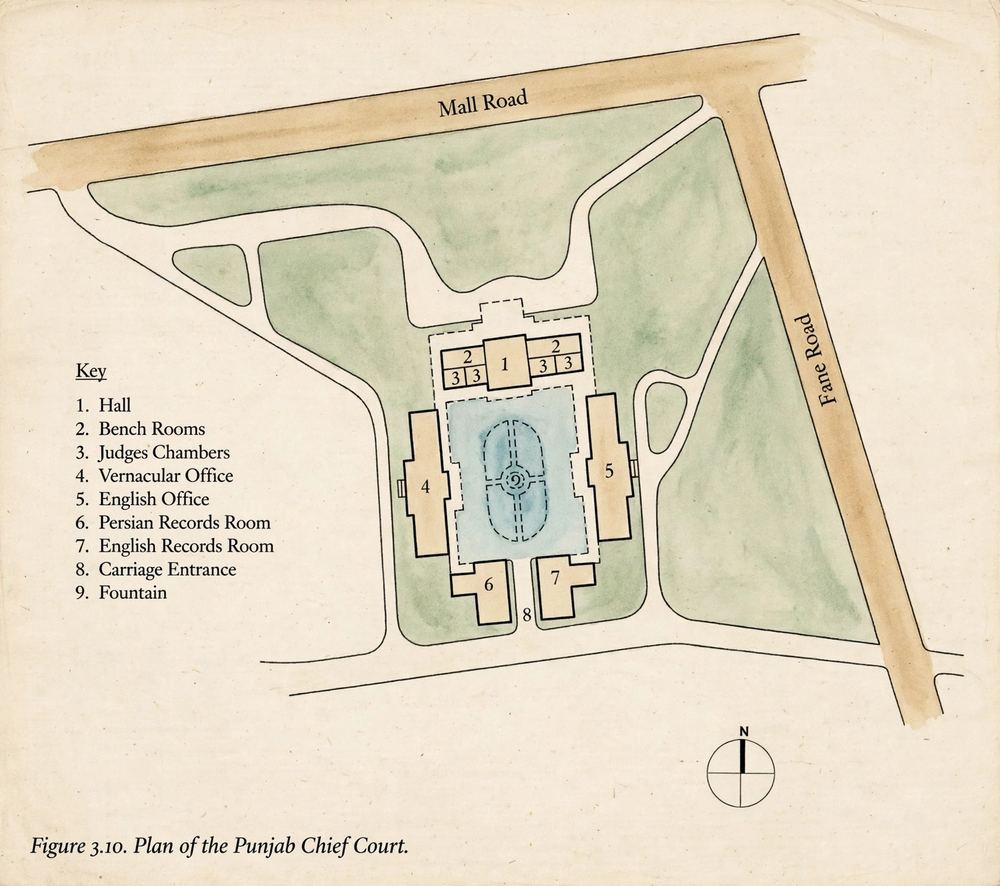 Mall Road
Fane Road
2
2
1
3
3
3
3
4
9
5
6
7
8
Key
1. Hall
2. Bench Rooms
3. Judges Chambers
4. Vernacular Office
5. English Office
6. Persian Records Room
7. English Records Room
8. Carriage Entrance
9. Fountain
N
Figure 3.10. Plan of the Punjab Chief Court.